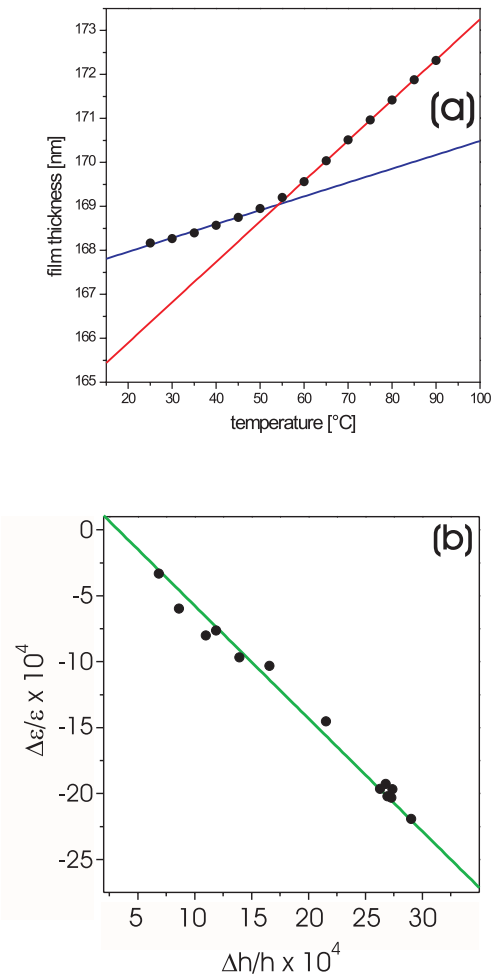 173
172
171
170
169
168
167
166
165
film thickness [nm]
(a)
20 30 40 50 60 70 80 90 100
temperature [°C]
0
-5
-10
-15
-20
-25
Δε/ε x 10⁴
(b)
5 10 15 20 25 30
Δh/h x 10⁴